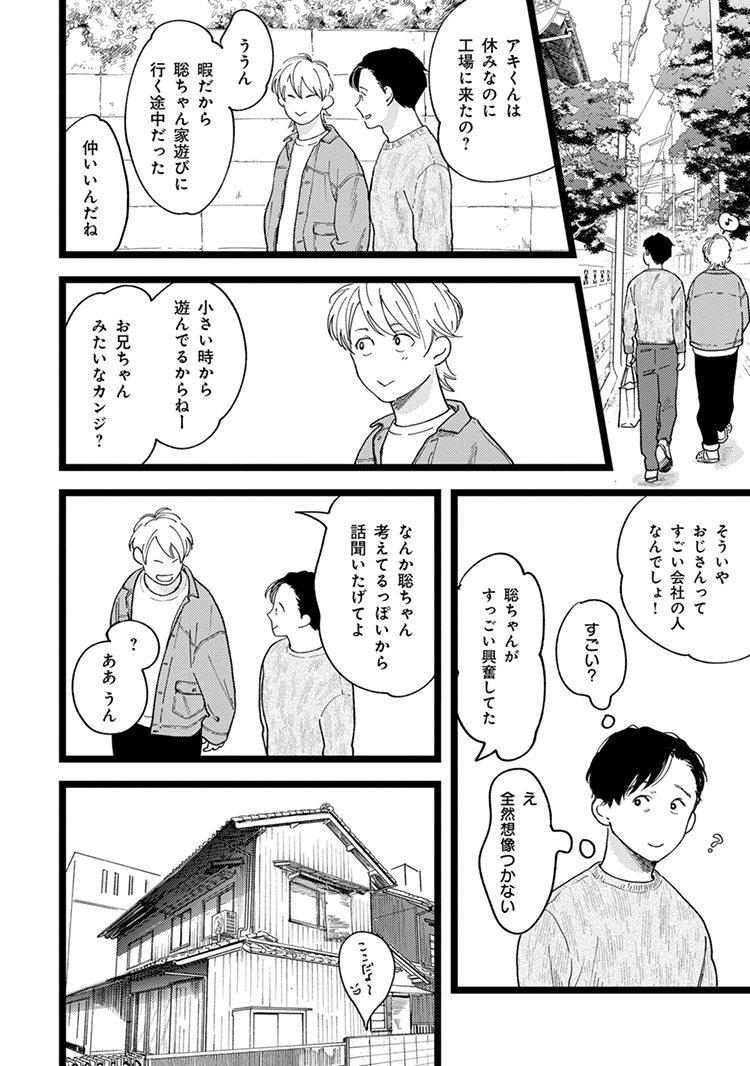 アキくんは
休みなのに
工場に来たの?
ううん
暇だから
聡ちゃん家遊びに
行く途中だった
仲いいんだね
小さい時から
遊んでるからねー
お兄ちゃん
みたいなカンジ?
そういや
おじさんって
すごい会社の人
なんでしょ!
すごい?
聡ちゃんが
すっごい興奮してた
え
全然想像つかない
?
なんか聡ちゃん
考えてるっぽいから
話聞いたげてよ
?
ああ うん
ここだよ〜